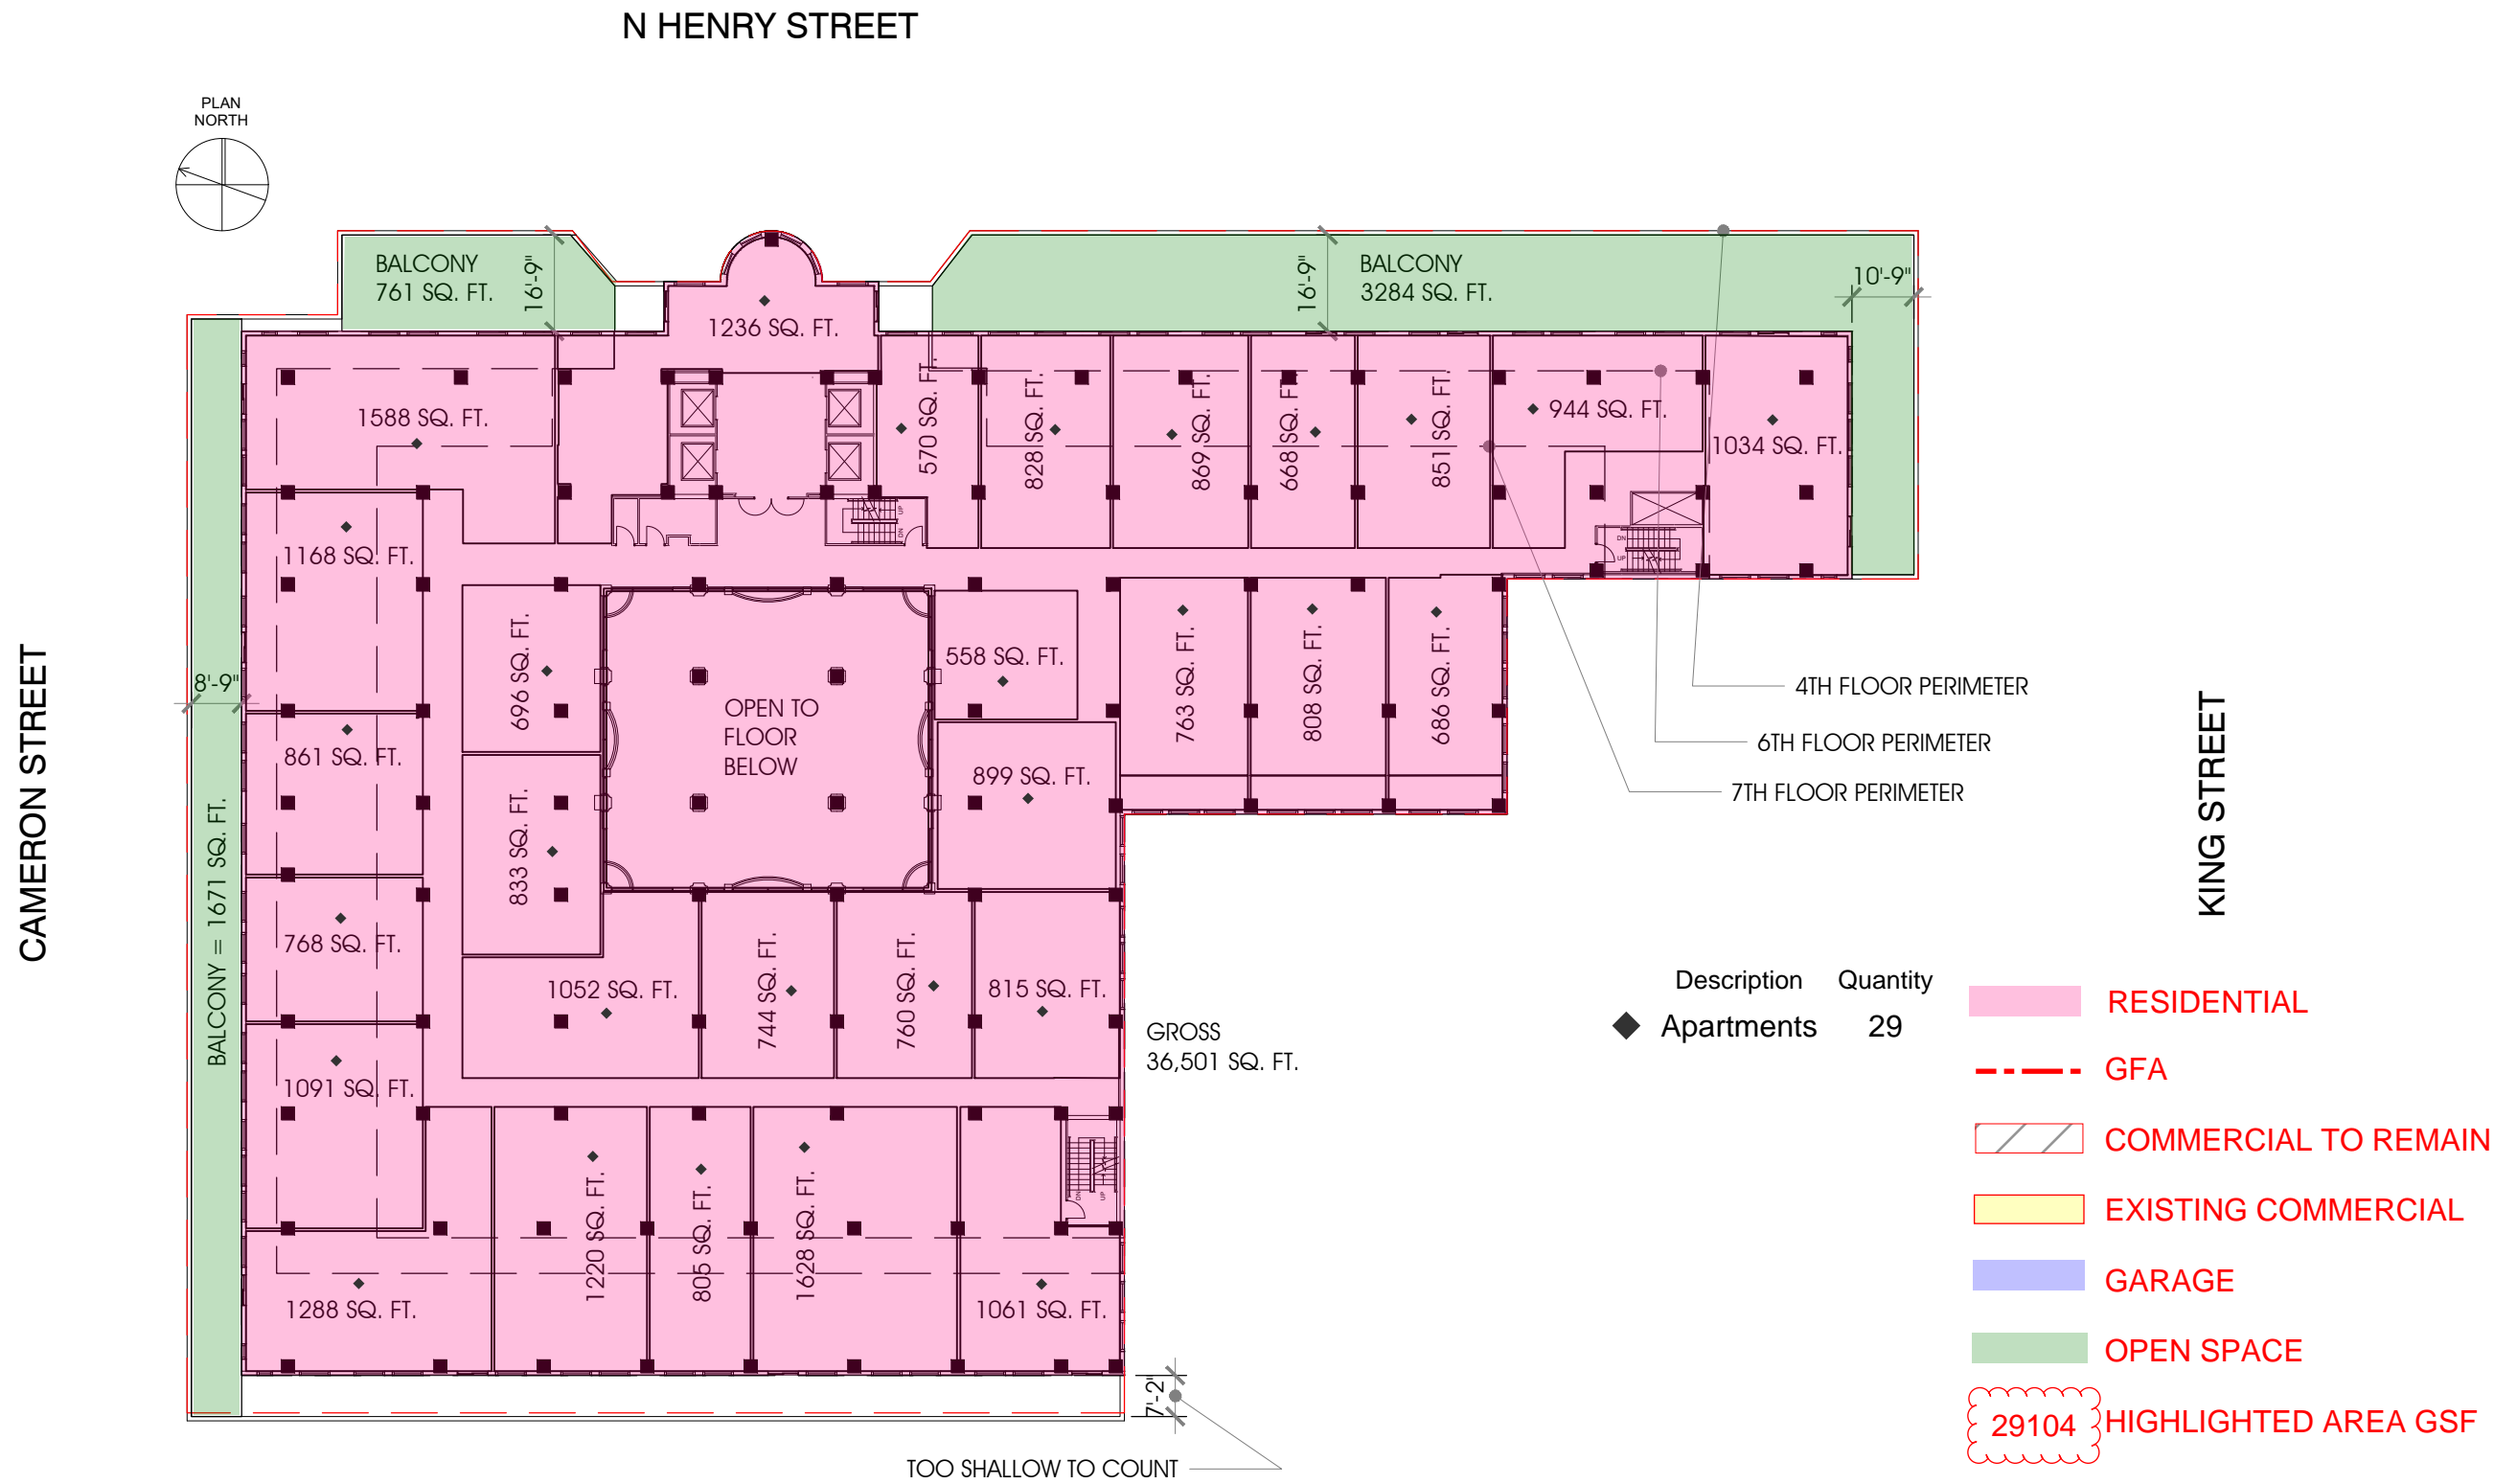 N HENRY STREET
PLAN
NORTH
BALCONY
761 SQ. FT.
16'-9"
1236 SQ. FT.
16'-9"
BALCONY
3284 SQ. FT.
10'-9"
1588 SQ. FT.
570 SQ. FT.
828 SQ. FT.
869 SQ. FT.
668 SQ. FT.
851 SQ. FT.
944 SQ. FT.
1034 SQ. FT.
UP
DN
DN
UP
1168 SQ. FT.
696 SQ. FT.
558 SQ. FT.
763 SQ. FT.
808 SQ. FT.
686 SQ. FT.
CAMERON STREET
8'-9"
OPEN TO
FLOOR
BELOW
4TH FLOOR PERIMETER
6TH FLOOR PERIMETER
7TH FLOOR PERIMETER
KING STREET
861 SQ. FT.
899 SQ. FT.
BALCONY = 1671 SQ. FT.
833 SQ. FT.
768 SQ. FT.
1052 SQ. FT.
744 SQ. FT.
760 SQ. FT.
815 SQ. FT.
GROSS
36,501 SQ. FT.
1091 SQ. FT.
DN
UP
1288 SQ. FT.
1220 SQ. FT.
805 SQ. FT.
1628 SQ. FT.
1061 SQ. FT.
7'-2"
TOO SHALLOW TO COUNT
Description Quantity
Apartments 29
RESIDENTIAL
GFA
COMMERCIAL TO REMAIN
EXISTING COMMERCIAL
GARAGE
OPEN SPACE
29104 HIGHLIGHTED AREA GSF